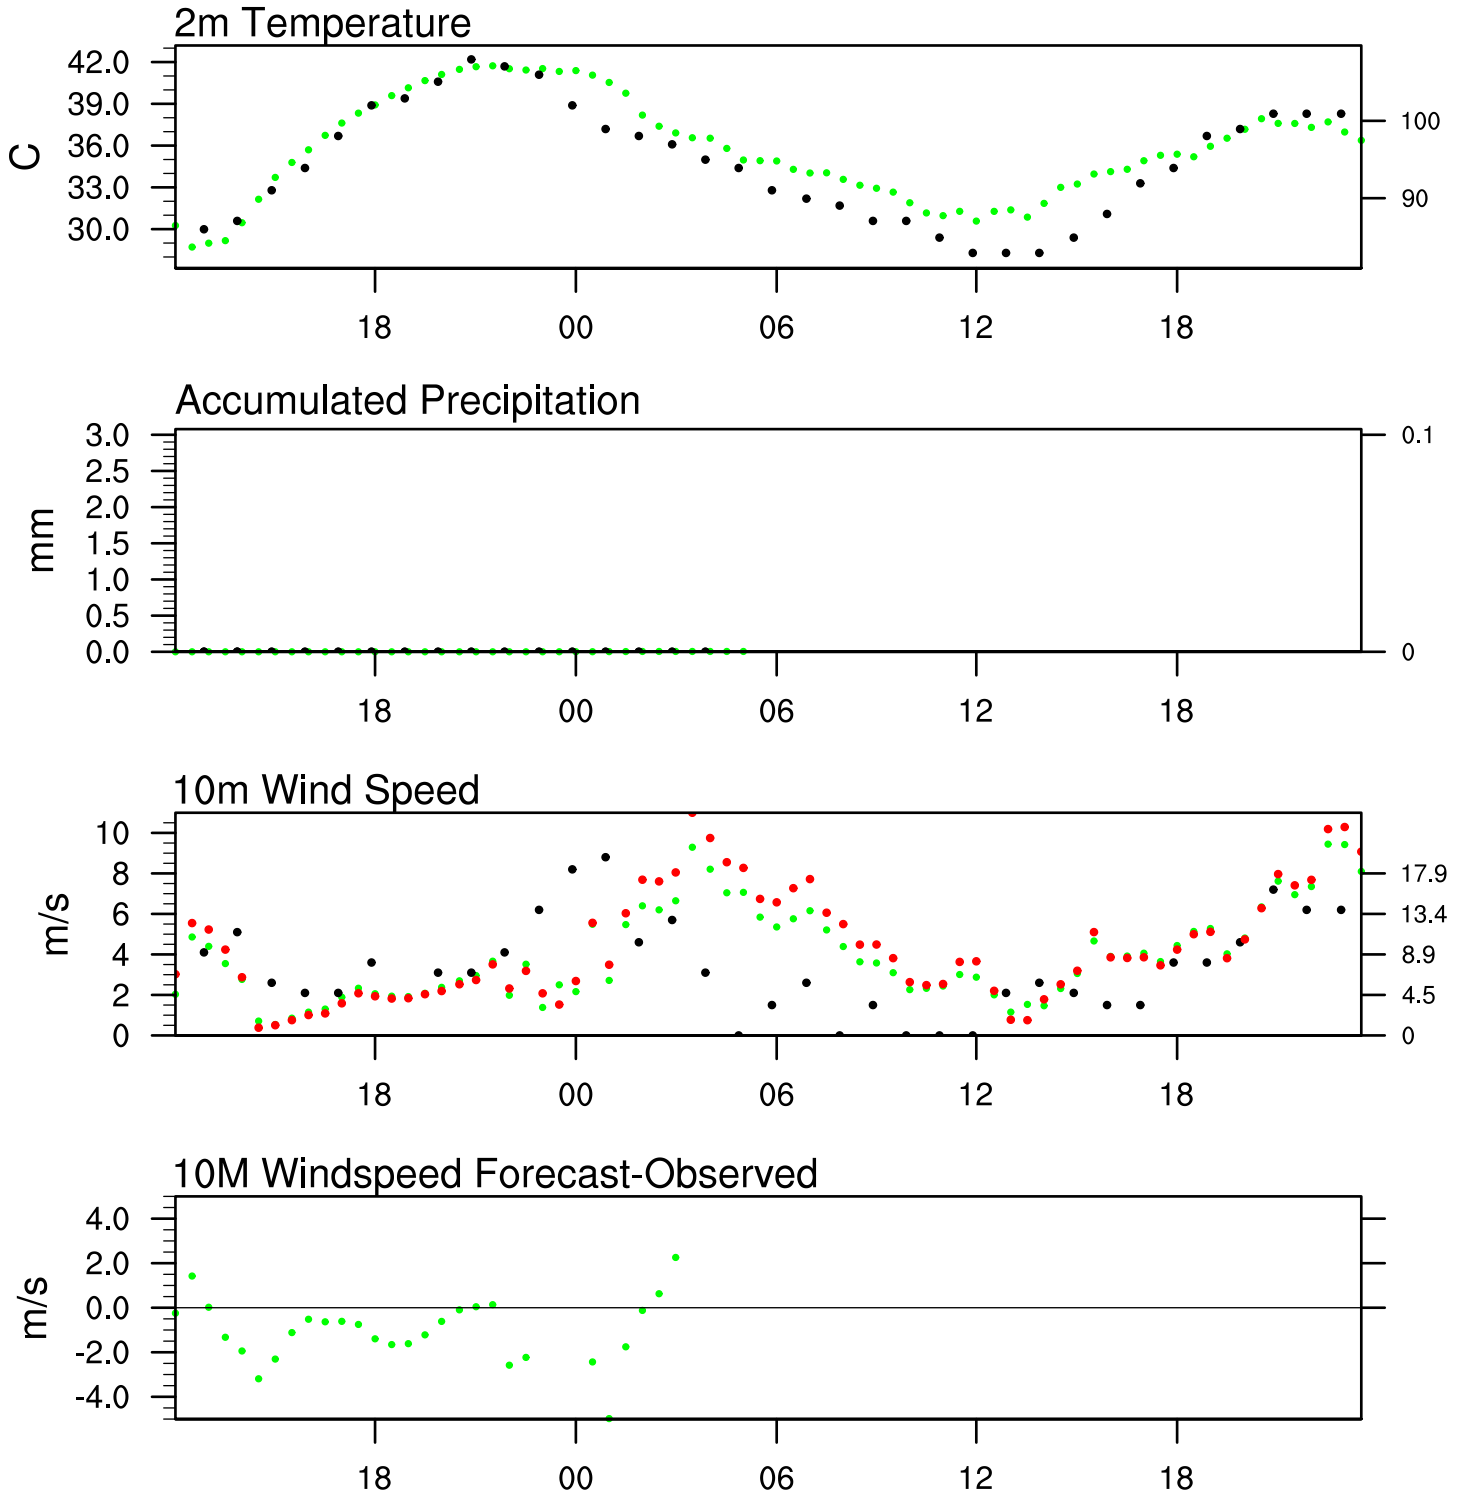 2m Temperature
42.0
39.0
36.0
33.0
30.0
C
100
90
18 00 06 12 18
Accumulated Precipitation
3.0
2.5
2.0
1.5
1.0
0.5
0.0
mm
0.1
0
18 00 06 12 18
10m Wind Speed
10
8
6
4
2
0
m/s
17.9
13.4
8.9
4.5
0
18 00 06 12 18
10M Windspeed Forecast-Observed
4.0
2.0
0.0
-2.0
-4.0
m/s
18 00 06 12 18